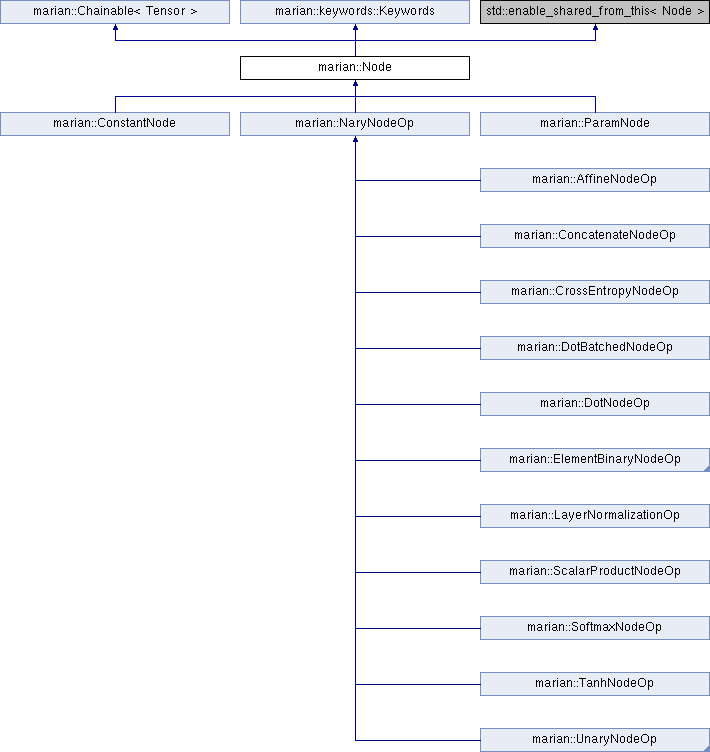 marian::Chainable< Tensor >
marian::keywords::Keywords
std::enable_shared_from_this< Node >
marian::Node
marian::ConstantNode
marian::NaryNodeOp
marian::ParamNode
marian::AffineNodeOp
marian::ConcatenateNodeOp
marian::CrossEntropyNodeOp
marian::DotBatchedNodeOp
marian::DotNodeOp
marian::ElementBinaryNodeOp
marian::LayerNormalizationOp
marian::ScalarProductNodeOp
marian::SoftmaxNodeOp
marian::TanhNodeOp
marian::UnaryNodeOp